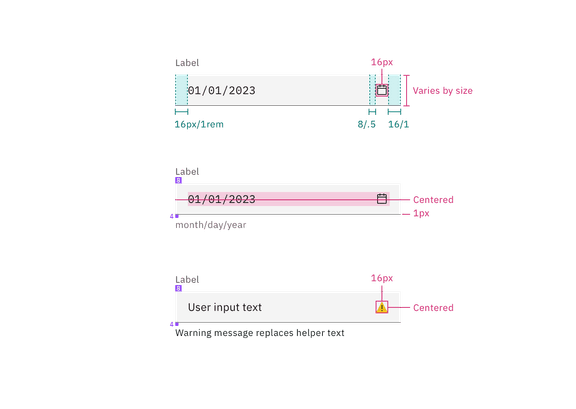 Label
16px
01/01/2023
Varies by size
16px/1rem
8/.5
16/1
Label
8
01/01/2023
Centered
1px
4
month/day/year
Label
16px
8
User input text
Centered
4
Warning message replaces helper text